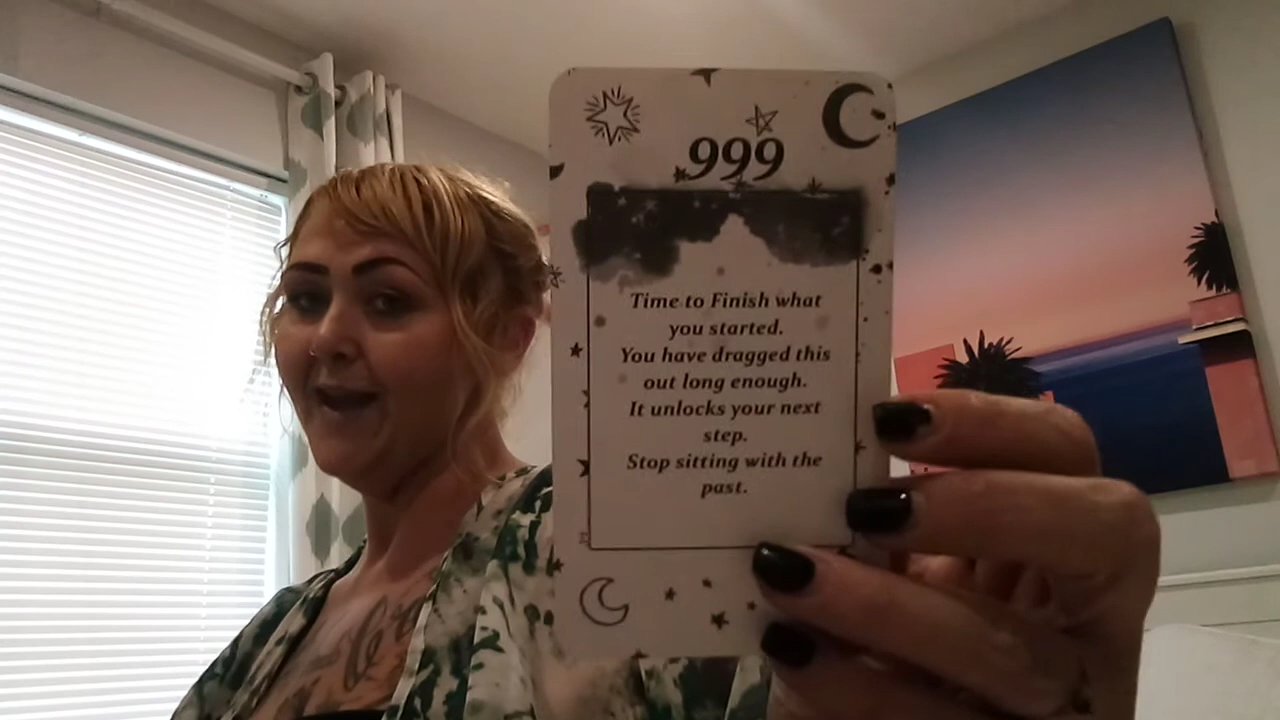 999
Time to Finish what
you started.
You have dragged this
out long enough.
It unlocks your next
step.
Stop sitting with the
past.